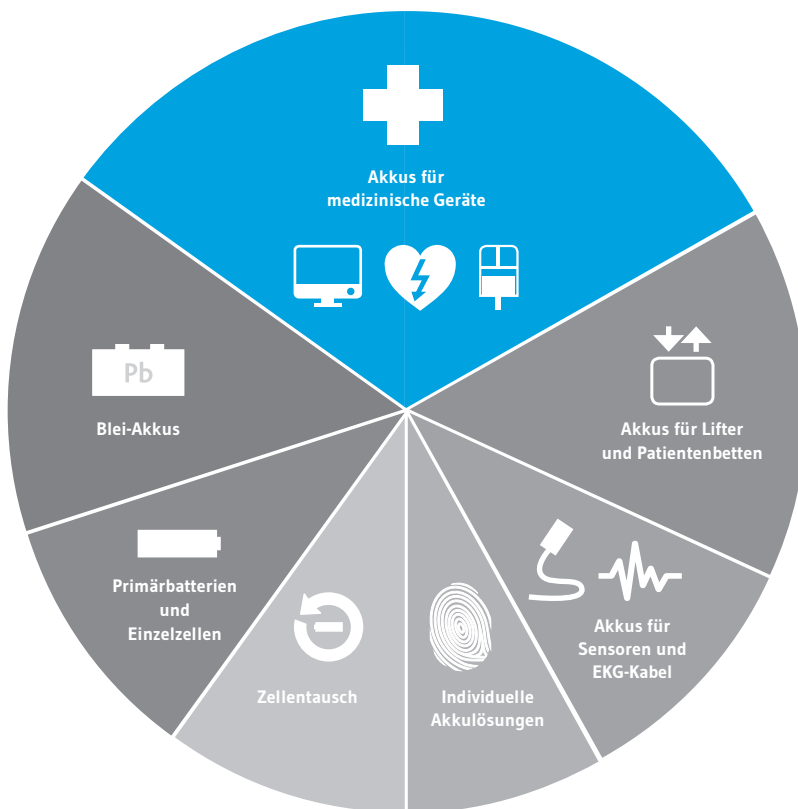 Akkus für
medizinische Geräte
Pb
Blei-Akkus
Akkus für Lifter
und Patientenbetten
Primärbatterien
und
Einzelzellen
Akkus für
Sensoren und
EKG-Kabel
Zellentausch
Individuelle
Akkulösungen